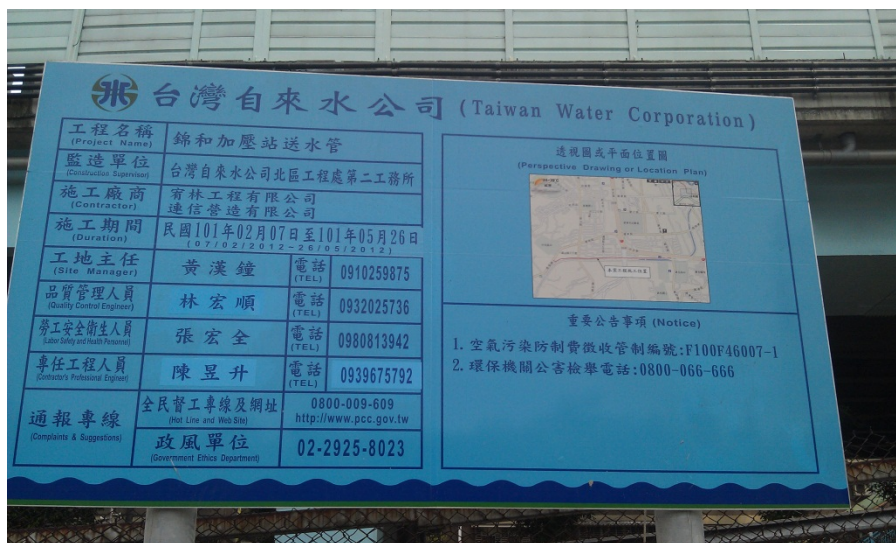 台灣自來水公司 (Taiwan Water Corporation)
工程名稱
(Project Name)
錦和加壓站送水管
監造單位
(Construction Supervisor)
台灣自來水公司北區工程處第二工務所
施工廠商
(Contractor)
宥林工程有限公司
連信營造有限公司
施工期間
(Duration)
民國101年02月07日至101年05月26日
(07/02/2012-26/05/2012)
工地主任
(Site Manager)
黃漢鐘
電話
(TEL)
0910259875
品質管理人員
(Quality Control Engineer)
林宏順
電話
(TEL)
0932025736
勞工安全衛生人員
(Labor Safety and Health Personnel)
張宏全
電話
(TEL)
0980813942
專任工程人員
(Contractor's Professional Engineer)
陳昱升
電話
(TEL)
0939675792
通報專線
(Complaints & Suggestions)
全民督工專線及網址
(Hot Line and Web Site)
0800-009-609
http://www.pcc.gov.tw
政風單位
(Government Ethics Department)
02-2925-8023
透視圖或平面位置圖
(Perspective Drawing or Location Plan)
重要公告事項 (Notice)
1. 空氣污染防制費徵收管制編號:F100F46007-1
2. 環保機關公害檢舉電話:0800-066-666